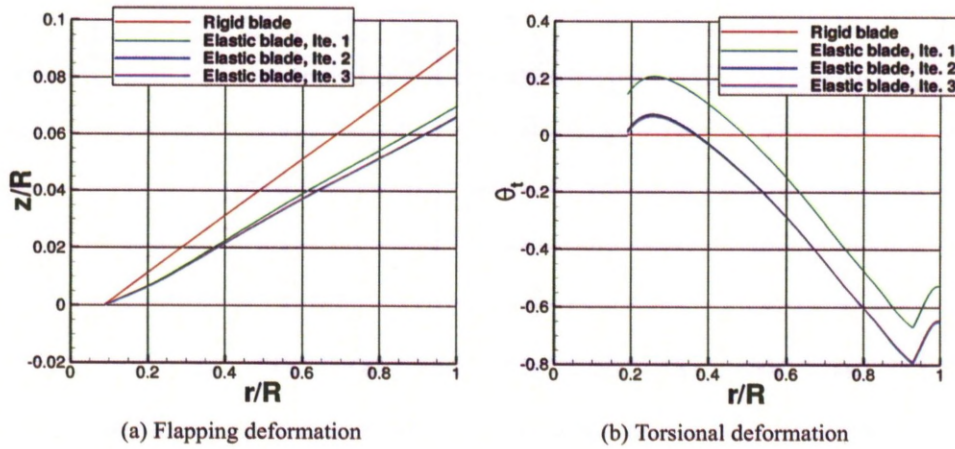 0.1
0.08
0.06
0.04
0.02
0
-0.02
z/R
Rigid blade
Elastic blade, Ite. 1
Elastic blade, Ite. 2
Elastic blade, Ite. 3
0 0.2 0.4 0.6 0.8 1
r/R
(a) Flapping deformation
0.4
0.2
0
-0.2
-0.4
-0.6
-0.8
θt
Rigid blade
Elastic blade, Ite. 1
Elastic blade, Ite. 2
Elastic blade, Ite. 3
0 0.2 0.4 0.6 0.8 1
r/R
(b) Torsional deformation